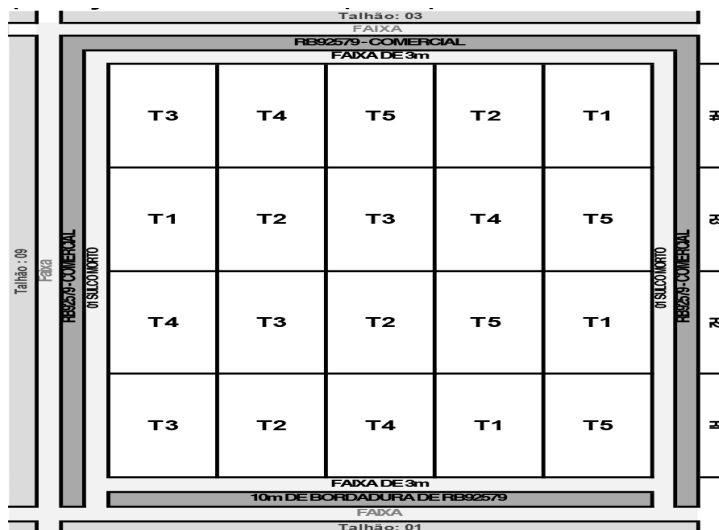 Talhão: 03
FAIXA
RB92579 - COMERCIAL
FAIXA DE 3m
T3 T4 T5 T2 T1
T1 T2 T3 T4 T5
T4 T3 T2 T5 T1
T3 T2 T4 T1 T5
Talhão : 09
Faixa
RB92579 - COMERCIAL
01 SULCO MORTO
01 SULCO MORTO
RB92579 - COMERCIAL
FAIXA DE 3m
10m DE BORDADURA DE RB92579
FAIXA
Talhão: 01